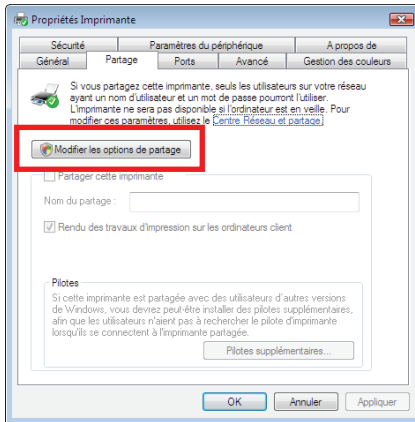 Propriétés Imprimante
Sécurité Paramètres du périphérique A propos de
Général Partage Ports Avancé Gestion des couleurs
Si vous partagez cette imprimante, seuls les utilisateurs sur votre réseau
ayant un nom d'utilisateur et un mot de passe pourront l'utiliser.
L'imprimante ne sera pas disponible si l'ordinateur est en veille. Pour
modifier ces paramètres, utilisez le Centre Réseau et partage.
Modifier les options de partage
Partager cette imprimante
Nom du partage :
Rendu des travaux d'impression sur les ordinateurs client
Pilotes
Si cette imprimante est partagée avec des utilisateurs d'autres versions
de Windows, vous devrez peut-être installer des pilotes supplémentaires,
afin que les utilisateurs n'aient pas à rechercher le pilote d'imprimante
lorsqu'ils se connectent à l'imprimante partagée.
Pilotes supplémentaires...
OK Annuler Appliquer